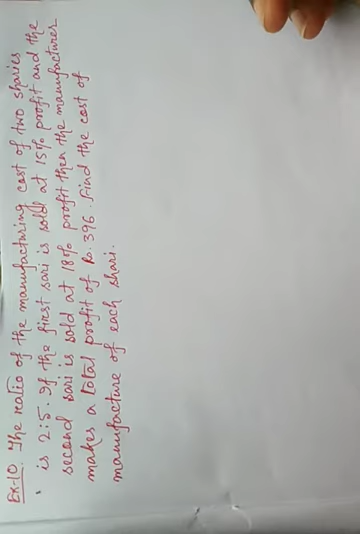 Ex-10. The ratio of the manufacturing cost of two sharies
is 2:5. If the first sari is sold at 15% profit and the
second sari is sold at 18% profit then the manufacturer
makes a total profit of Rs. 396. find the cost of
manufacture of each shari.